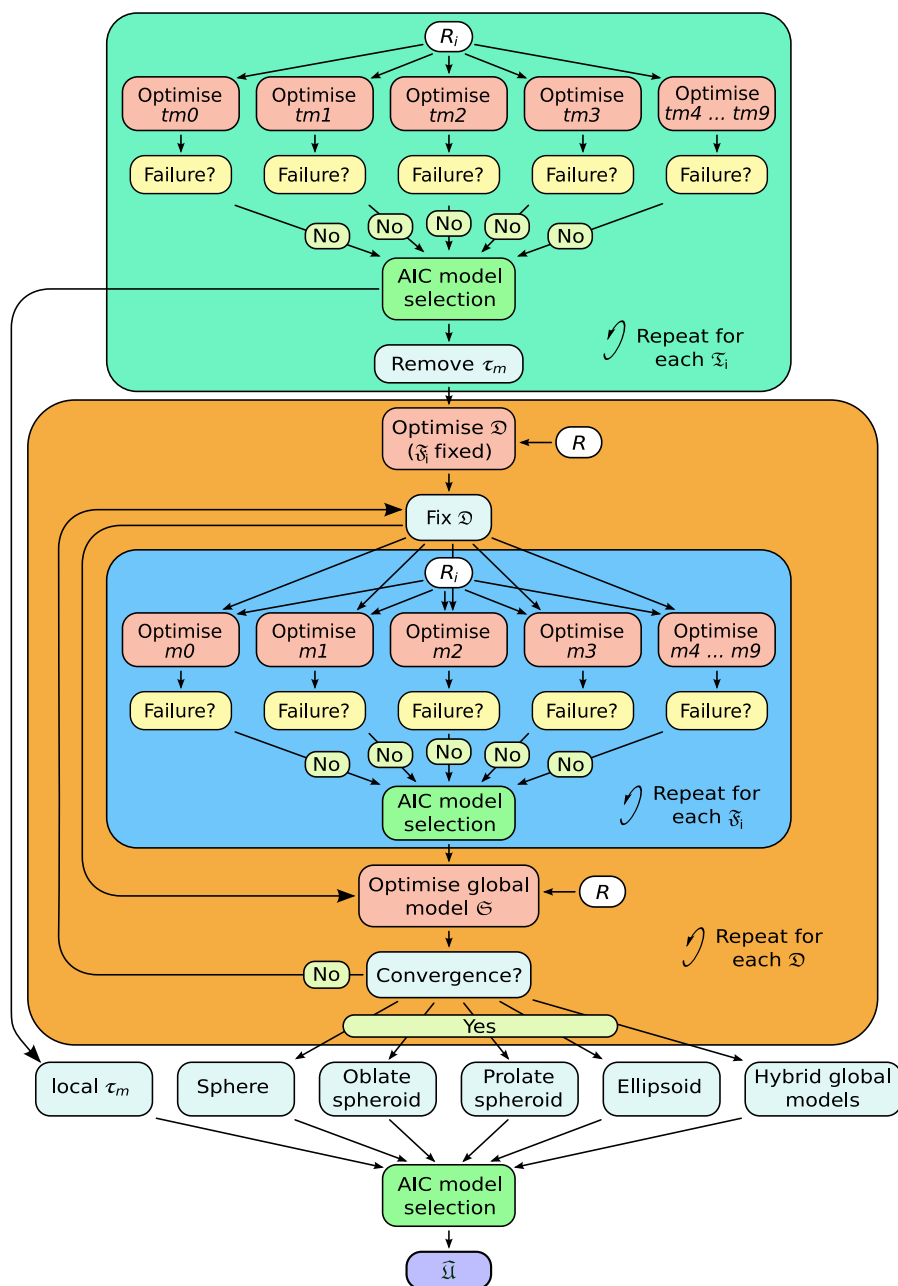 R_i
Optimise Optimise Optimise Optimise Optimise
tm0 tm1 tm2 tm3 tm4 ... tm9
Failure? Failure? Failure? Failure? Failure?
No No No No No
AIC model
selection
Repeat for
each 𝔗_i
Remove τ_m
Optimise 𝔇
(𝔉_i fixed)
R
Fix 𝔇
R_i
Optimise Optimise Optimise Optimise Optimise
m0 m1 m2 m3 m4 ... m9
Failure? Failure? Failure? Failure? Failure?
No No No No No
AIC model
selection
Repeat for
each 𝔉_i
Optimise global
model 𝔖
R
Repeat for
each 𝔇
No
Convergence?
Yes
local τ_m
Sphere
Oblate
spheroid
Prolate
spheroid
Ellipsoid
Hybrid global
models
AIC model
selection
𝔘̂